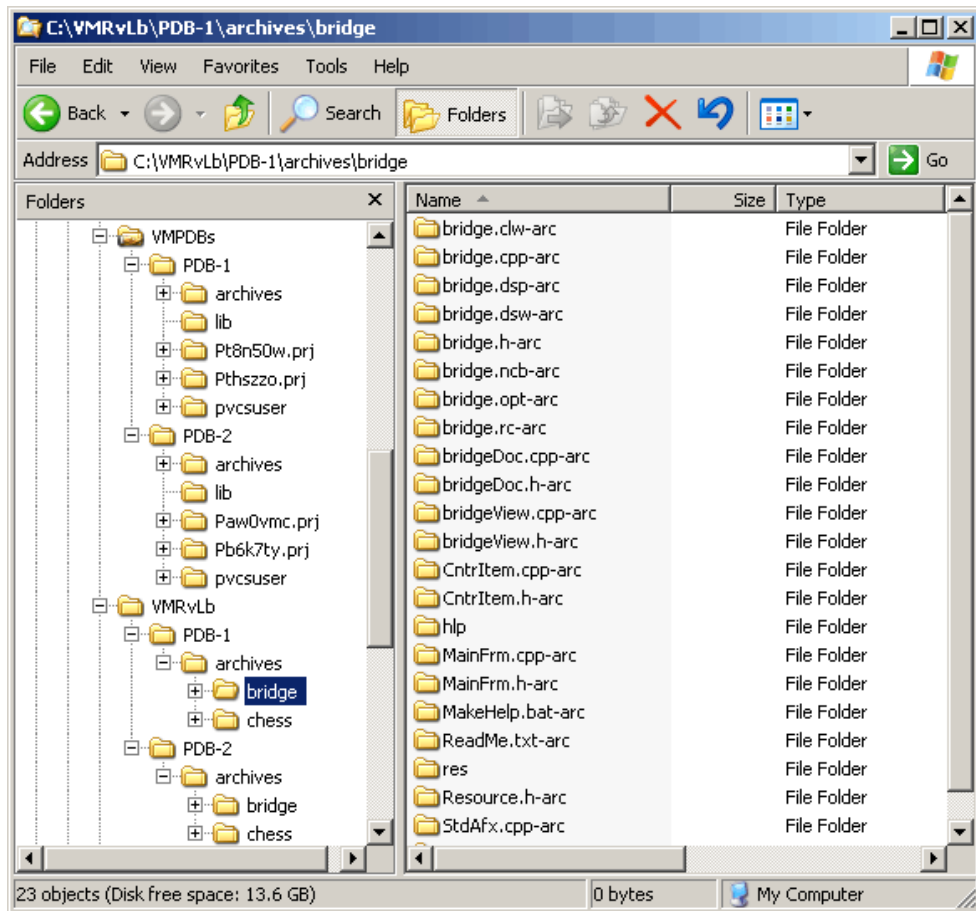 C:\VMRvLb\PDB-1\archives\bridge
File Edit View Favorites Tools Help
Back Search Folders
Address C:\VMRvLb\PDB-1\archives\bridge Go
Folders
VMPDBs
PDB-1
archives
lib
Pt8n50w.prj
Pthszzo.prj
pvcsuser
PDB-2
archives
lib
Paw0vmc.prj
Pb6k7ty.prj
pvcsuser
VMRvLb
PDB-1
archives
bridge
chess
PDB-2
archives
bridge
chess
Name Size Type
bridge.clw-arc File Folder
bridge.cpp-arc File Folder
bridge.dsp-arc File Folder
bridge.dsw-arc File Folder
bridge.h-arc File Folder
bridge.ncb-arc File Folder
bridge.opt-arc File Folder
bridge.rc-arc File Folder
bridgeDoc.cpp-arc File Folder
bridgeDoc.h-arc File Folder
bridgeView.cpp-arc File Folder
bridgeView.h-arc File Folder
CntrItem.cpp-arc File Folder
CntrItem.h-arc File Folder
hlp File Folder
MainFrm.cpp-arc File Folder
MainFrm.h-arc File Folder
MakeHelp.bat-arc File Folder
ReadMe.txt-arc File Folder
res File Folder
Resource.h-arc File Folder
StdAfx.cpp-arc File Folder
23 objects (Disk free space: 13.6 GB) 0 bytes My Computer